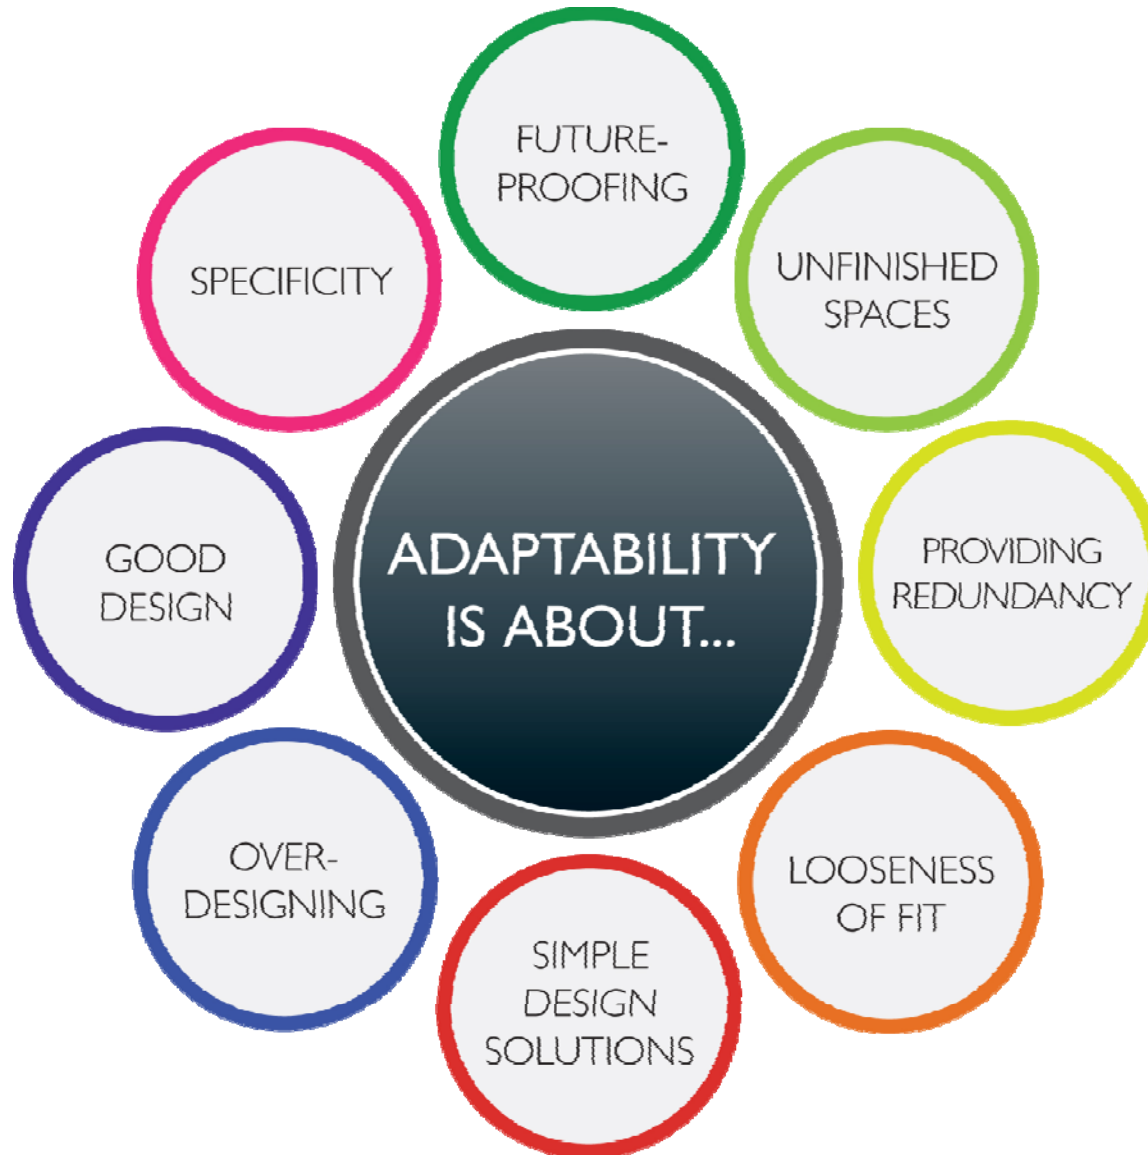 FUTURE-
PROOFING
UNFINISHED
SPACES
PROVIDING
REDUNDANCY
LOOSENESS
OF FIT
SIMPLE
DESIGN
SOLUTIONS
OVER-
DESIGNING
GOOD
DESIGN
SPECIFICITY
ADAPTABILITY
IS ABOUT...